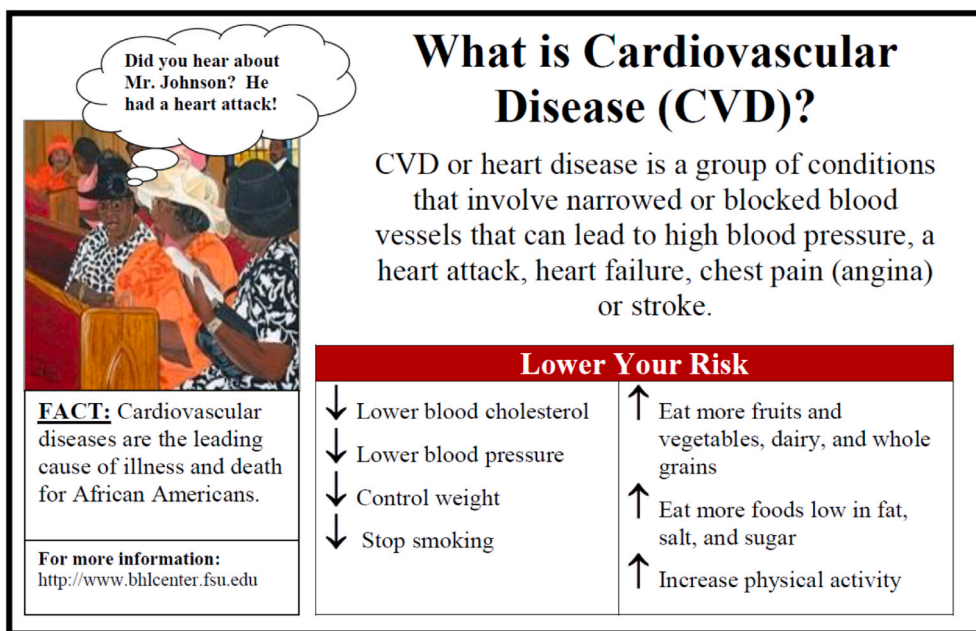 Did you hear about
Mr. Johnson?  He
had a heart attack!
What is Cardiovascular
Disease (CVD)?
CVD or heart disease is a group of conditions
that involve narrowed or blocked blood
vessels that can lead to high blood pressure, a
heart attack, heart failure, chest pain (angina)
or stroke.
FACT: Cardiovascular
diseases are the leading
cause of illness and death
for African Americans.
For more information:
http://www.bhlcenter.fsu.edu
Lower Your Risk
↓ Lower blood cholesterol
↓ Lower blood pressure
↓ Control weight
↓ Stop smoking
↑ Eat more fruits and
vegetables, dairy, and whole
grains
↑ Eat more foods low in fat,
salt, and sugar
↑ Increase physical activity